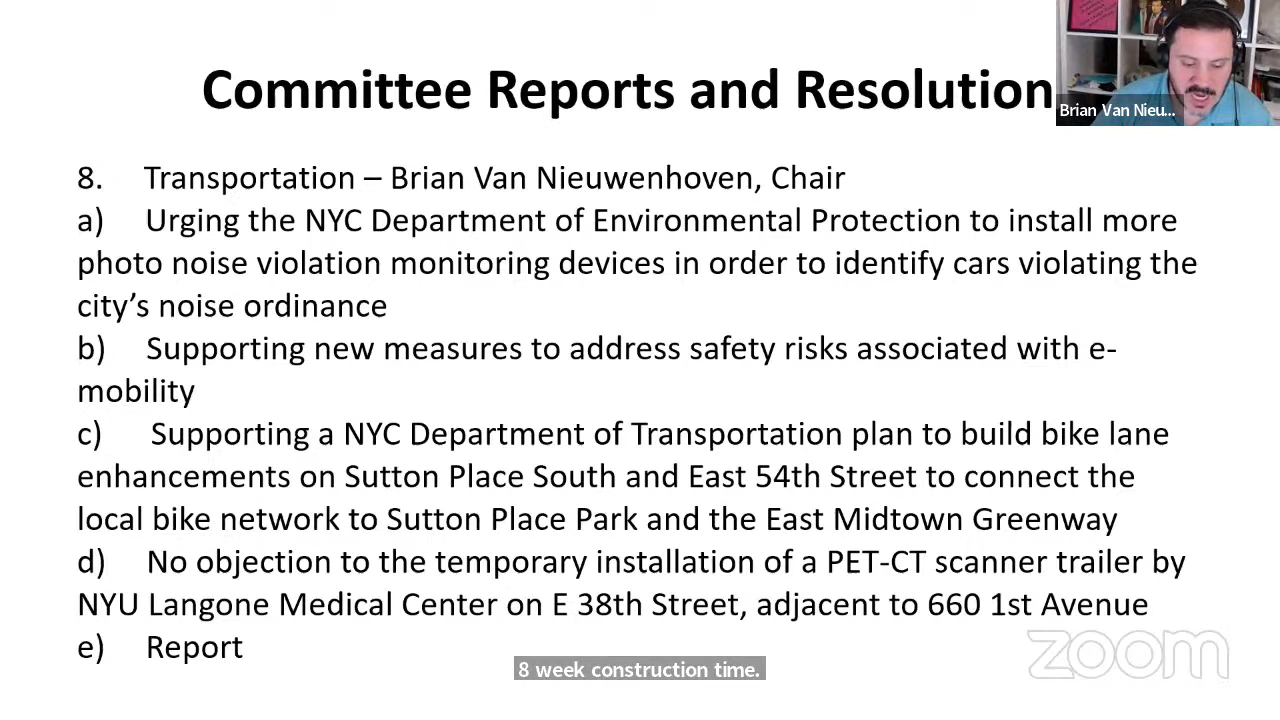 Committee Reports and Resolution
Brian Van Nieu...
8. Transportation – Brian Van Nieuwenhoven, Chair
a) Urging the NYC Department of Environmental Protection to install more
photo noise violation monitoring devices in order to identify cars violating the
city’s noise ordinance
b) Supporting new measures to address safety risks associated with e-
mobility
c) Supporting a NYC Department of Transportation plan to build bike lane
enhancements on Sutton Place South and East 54th Street to connect the
local bike network to Sutton Place Park and the East Midtown Greenway
d) No objection to the temporary installation of a PET-CT scanner trailer by
NYU Langone Medical Center on E 38th Street, adjacent to 660 1st Avenue
e) Report
zoom
8 week construction time.